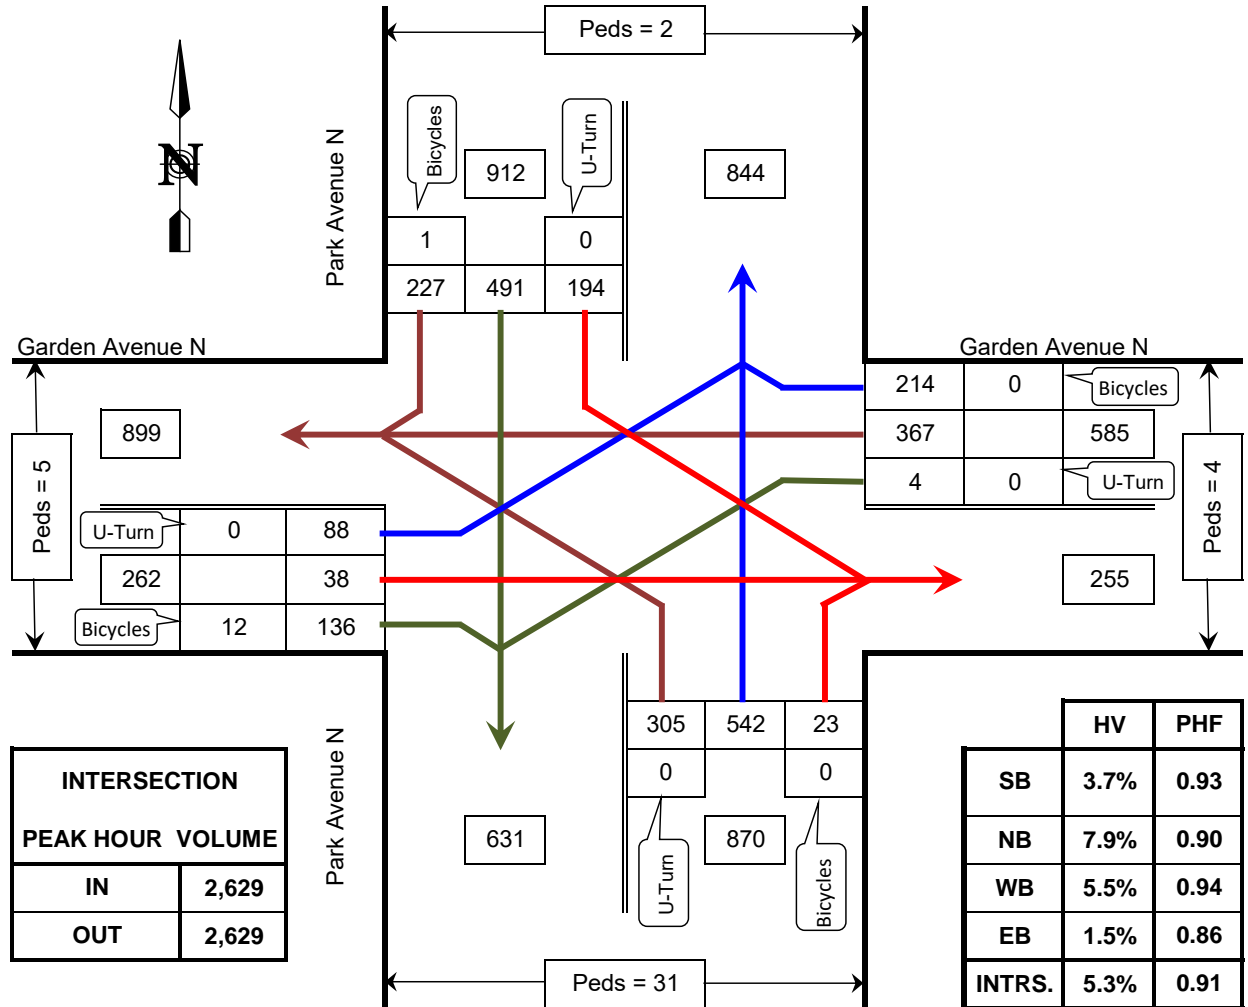 Peds = 2
N
Park Avenue N
Bicycles
U-Turn
912
844
1 0
227 491 194
Garden Avenue N
Garden Avenue N
214 0 Bicycles
367 585
4 0 U-Turn
899
Peds = 5
Peds = 4
U-Turn 0 88
262 38
Bicycles 12 136
255
305 542 23
0 0
Park Avenue N
631
870
U-Turn
Bicycles
INTERSECTION
PEAK HOUR VOLUME
IN 2,629
OUT 2,629
HV PHF
SB 3.7% 0.93
NB 7.9% 0.90
WB 5.5% 0.94
EB 1.5% 0.86
INTRS. 5.3% 0.91
Peds = 31